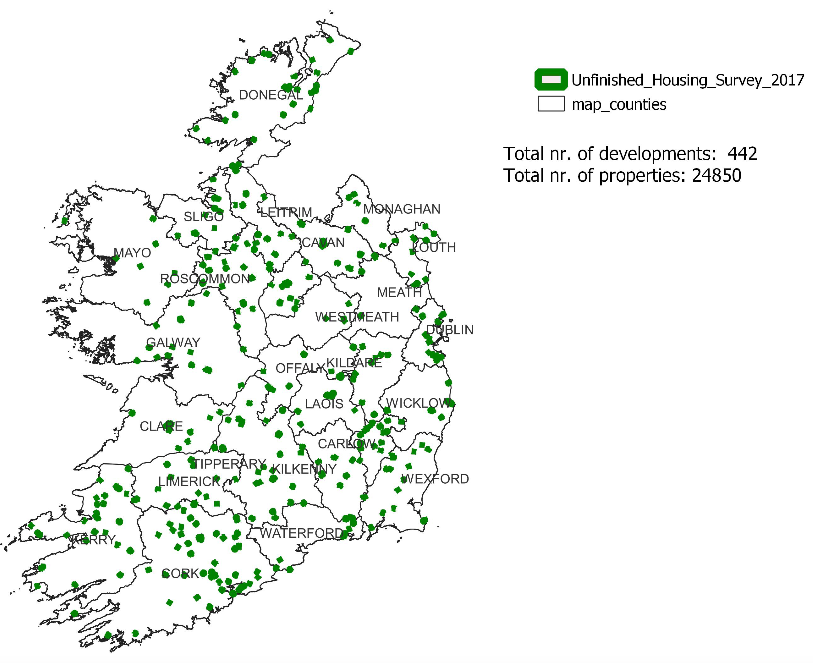 Unfinished_Housing_Survey_2017
map_counties
Total nr. of developments: 442
Total nr. of properties: 24850
DONEGAL
MONAGHAN
LEITRIM
SLIGO
CAVAN
LOUTH
MAYO
ROSCOMMON
MEATH
WESTMEATH
DUBLIN
GALWAY
KILDARE
OFFALY
LAOIS
WICKLOW
CLARE
CARLOW
TIPPERARY
KILKENNY
WEXFORD
LIMERICK
WATERFORD
KERRY
CORK